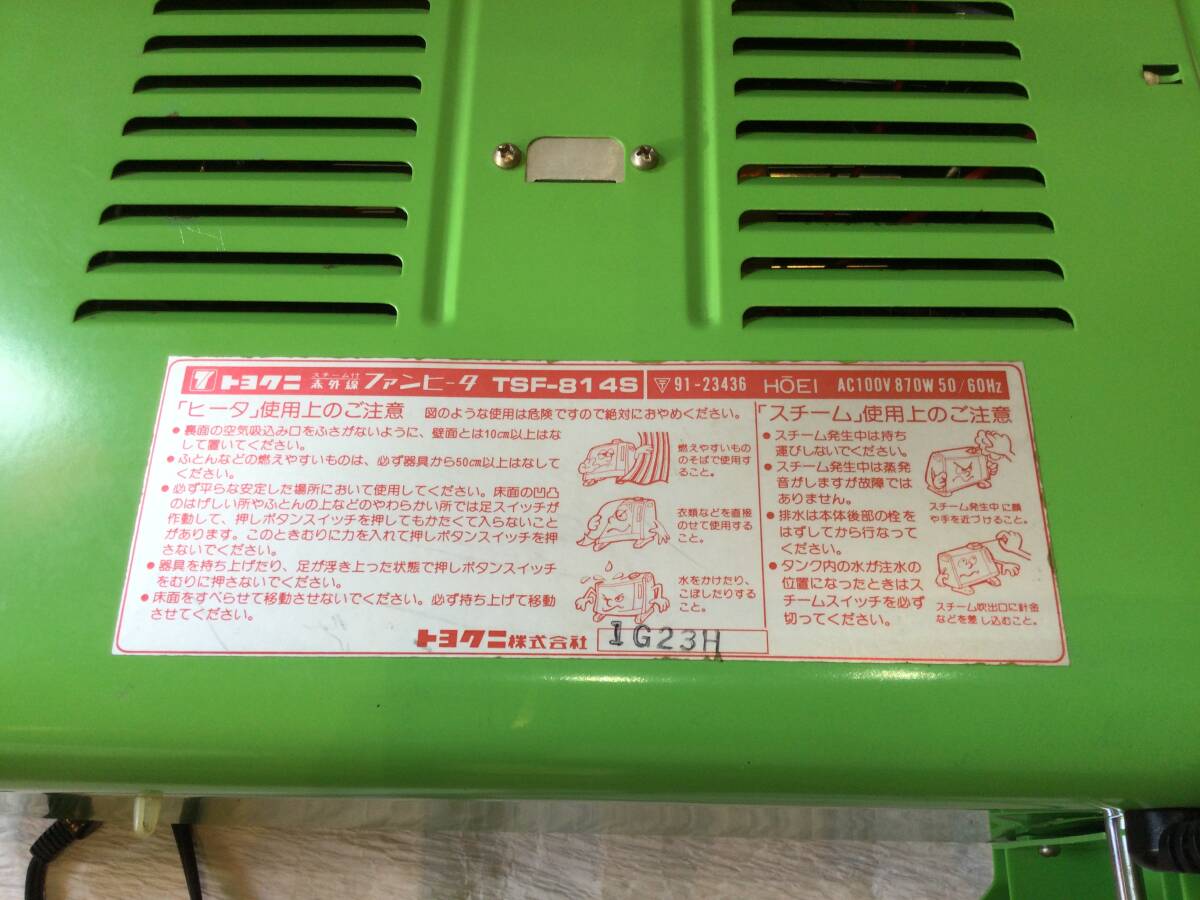 トヨクニ スチーム付 赤外線 ファンヒータ TSF-814S 〒 91-23436 HŌEI AC100V 870W 50/60Hz
「ヒータ」使用上のご注意 図のような使用は危険ですので絶対におやめください。
●裏面の空気吸込み口をふさがないように、壁面とは10cm以上はな
して置いてください。
●ふとんなどの燃えやすいものは、必ず器具から50cm以上はなして
ください。
●必ず平らな安定した場所において使用してください。床面の凹凸
のはげしい所やふとんの上などのやわらかい所では足スイッチが
作動して、押しボタンスイッチを押してもかたくて入らないこと
があります。このときむりに力を入れて押しボタンスイッチを押
さないでください。
●器具を持ち上げたり、足が浮き上った状態で押しボタンスイッチ
をむりに押さないでください。
●床面をすべらせて移動させないでください。必ず持ち上げて移動
させてください。
燃えやすいもの
のそばで使用す
ること。
衣類などを直接
のせて使用する
こと。
水をかけたり、
こぼしたりする
こと。
「スチーム」使用上のご注意
●スチーム発生中は持ち
運びしないでください。
●スチーム発生中は蒸発
音がしますが故障では
ありません。
●排水は本体後部の栓を
はずしてから行なって
ください。
●タンク内の水が注水の
位置になったときはス
チームスイッチを必ず
切ってください。
スチーム発生中に顔
や手を近づけること。
スチーム吹出口に針金
などを差し込むこと。
トヨクニ株式会社 1G23H